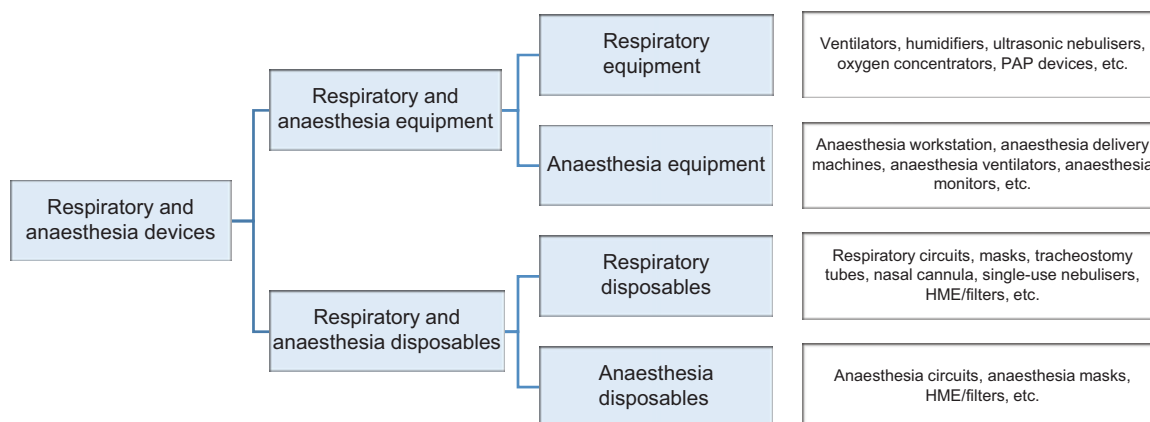 Respiratory and
anaesthesia devices
Respiratory and
anaesthesia equipment
Respiratory
equipment
Ventilators, humidifiers, ultrasonic nebulisers,
oxygen concentrators, PAP devices, etc.
Anaesthesia equipment
Anaesthesia workstation, anaesthesia delivery
machines, anaesthesia ventilators, anaesthesia
monitors, etc.
Respiratory and
anaesthesia disposables
Respiratory
disposables
Respiratory circuits, masks, tracheostomy
tubes, nasal cannula, single-use nebulisers,
HME/filters, etc.
Anaesthesia
disposables
Anaesthesia circuits, anaesthesia masks,
HME/filters, etc.